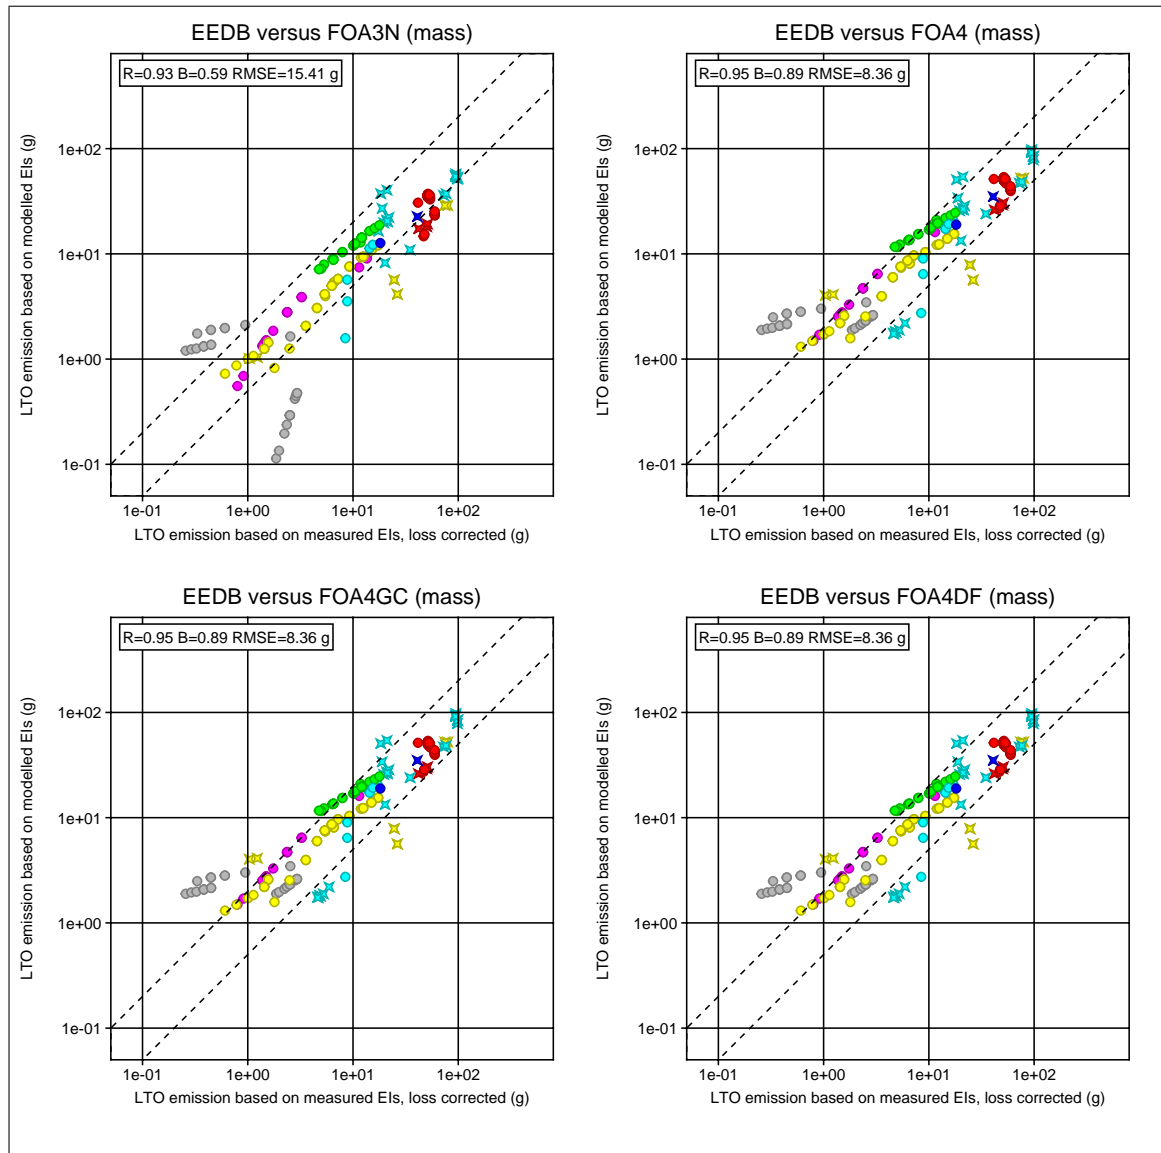 EEDB versus FOA3N (mass)
R=0.93 B=0.59 RMSE=15.41 g
LTO emission based on modelled EIs (g)
1e+02
1e+01
1e+00
1e-01
1e-01 1e+00 1e+01 1e+02
LTO emission based on measured EIs, loss corrected (g)
EEDB versus FOA4 (mass)
R=0.95 B=0.89 RMSE=8.36 g
LTO emission based on modelled EIs (g)
1e+02
1e+01
1e+00
1e-01
1e-01 1e+00 1e+01 1e+02
LTO emission based on measured EIs, loss corrected (g)
EEDB versus FOA4GC (mass)
R=0.95 B=0.89 RMSE=8.36 g
LTO emission based on modelled EIs (g)
1e+02
1e+01
1e+00
1e-01
1e-01 1e+00 1e+01 1e+02
LTO emission based on measured EIs, loss corrected (g)
EEDB versus FOA4DF (mass)
R=0.95 B=0.89 RMSE=8.36 g
LTO emission based on modelled EIs (g)
1e+02
1e+01
1e+00
1e-01
1e-01 1e+00 1e+01 1e+02
LTO emission based on measured EIs, loss corrected (g)